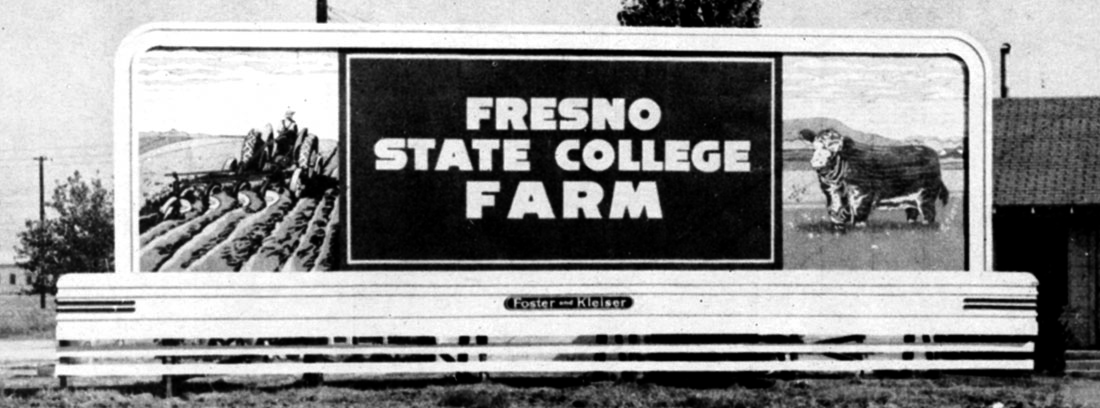 FRESNO
STATE COLLEGE
FARM
Foster and Kleiser